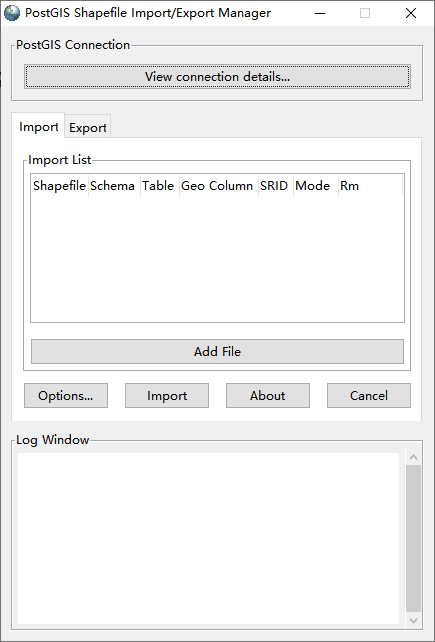 PostGIS Shapefile Import/Export Manager
PostGIS Connection
View connection details...
Import Export
Import List
Shapefile Schema Table Geo Column SRID Mode Rm
Add File
Options... Import About Cancel
Log Window